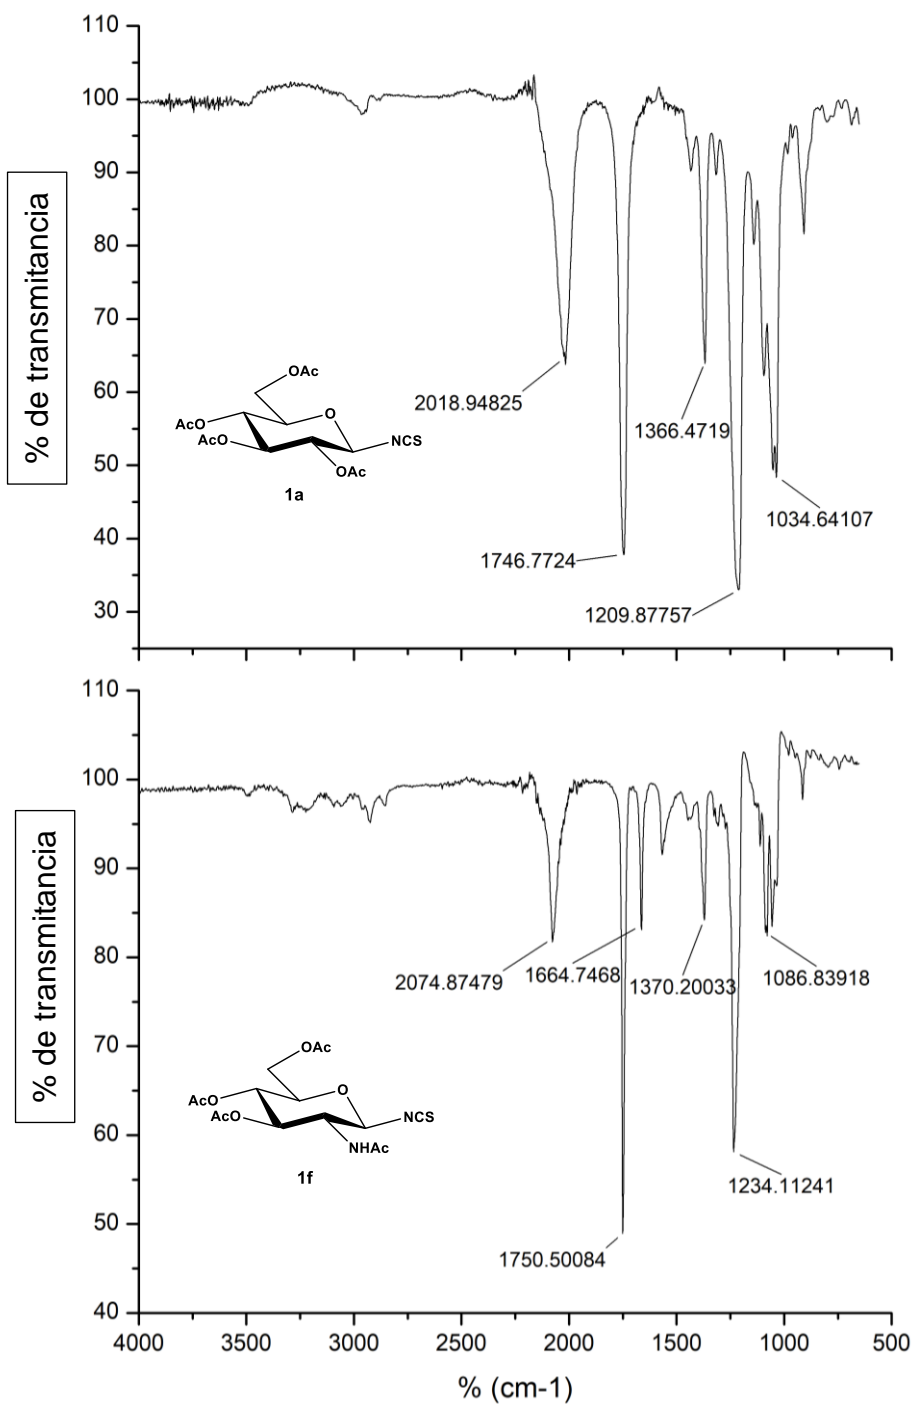 110
100
90
80
70
60
50
40
30
% de transmitancia
OAc
AcO
O
AcO
NCS
OAc
1a
2018.94825
1366.4719
1034.64107
1746.7724
1209.87757
110
100
90
80
70
60
50
40
% de transmitancia
2074.87479
1664.7468
1370.20033
1086.83918
OAc
AcO
O
AcO
NCS
NHAc
1f
1234.11241
1750.50084
4000 3500 3000 2500 2000 1500 1000 500
% (cm-1)